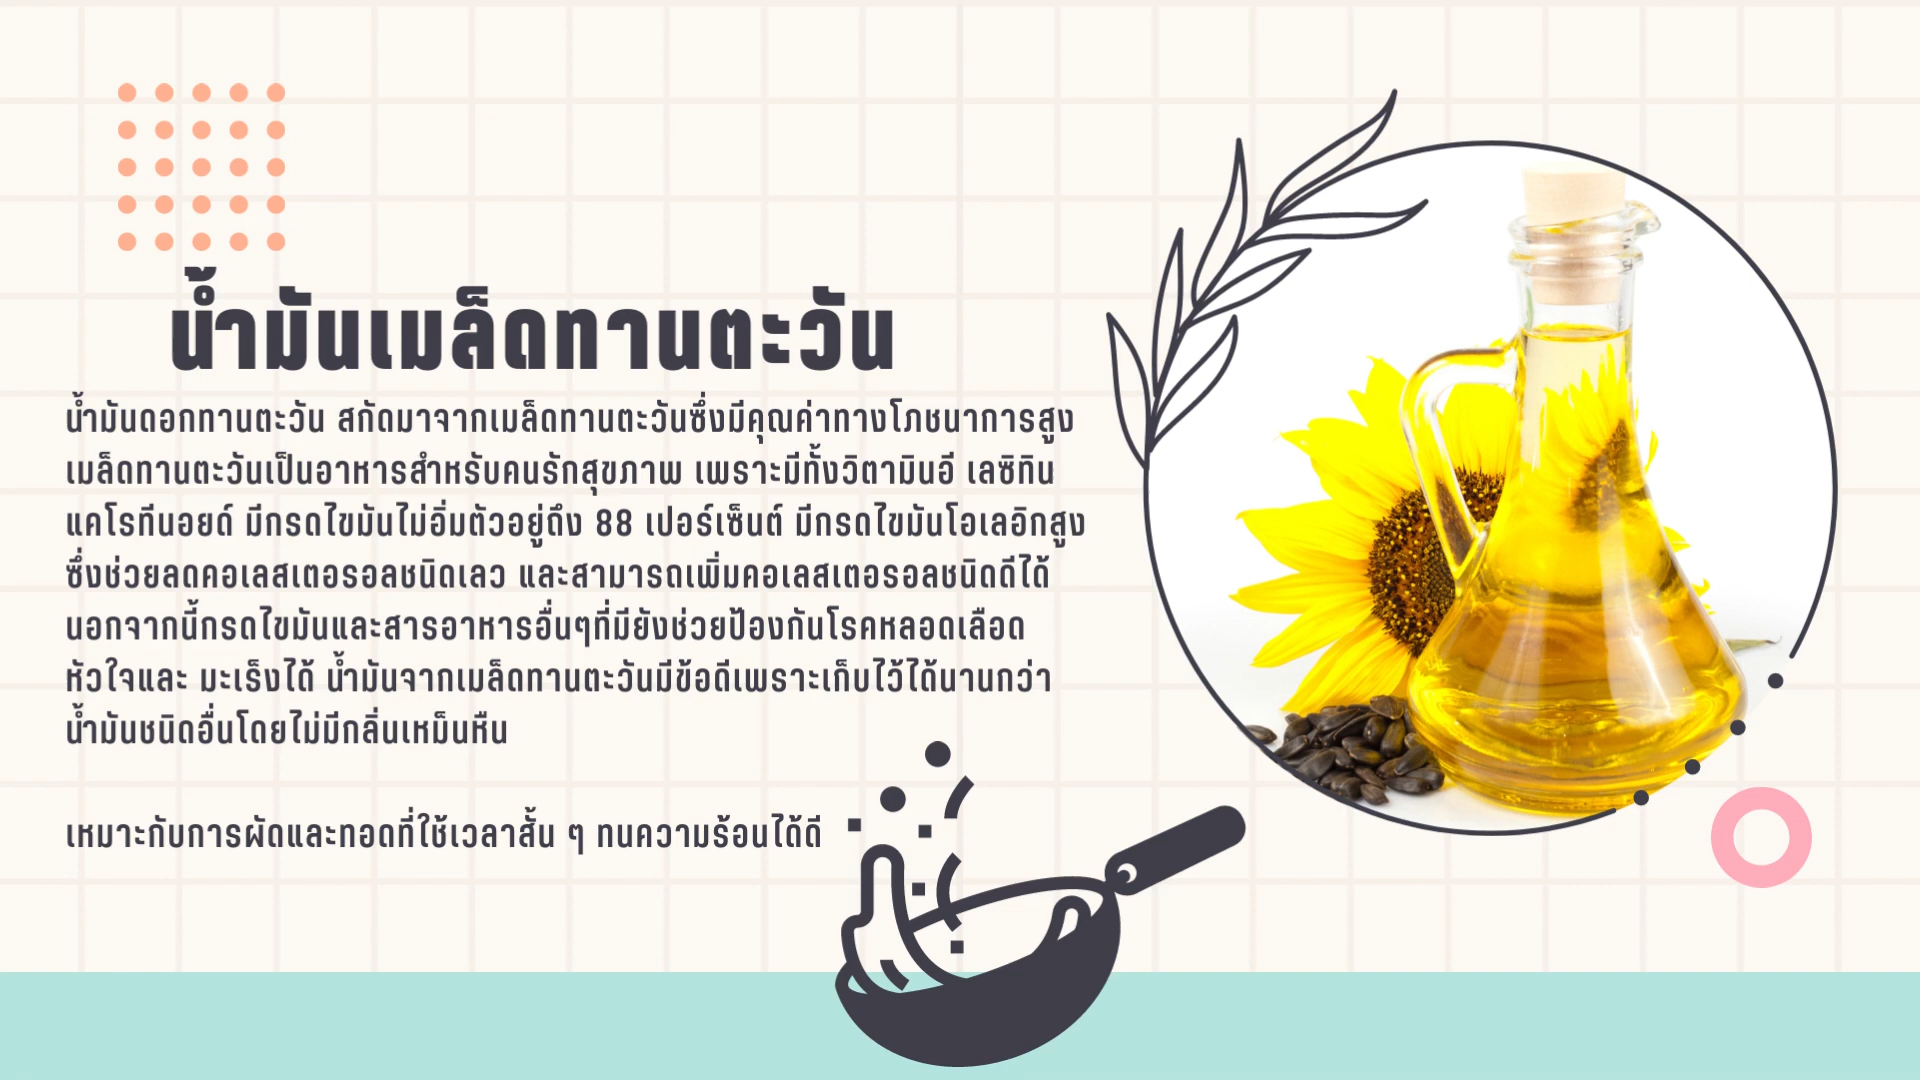 น้ำมันเมล็ดทานตะวัน
น้ำมันดอกทานตะวัน สกัดมาจากเมล็ดทานตะวันซึ่งมีคุณค่าทางโภชนาการสูง
เมล็ดทานตะวันเป็นอาหารสำหรับคนรักสุขภาพ เพราะมีทั้งวิตามินอี เลซิทิน
แคโรทีนอยด์ มีกรดไขมันไม่อิ่มตัวอยู่ถึง 88 เปอร์เซ็นต์ มีกรดไขมันโอเลอิกสูง
ซึ่งช่วยลดคอเลสเตอรอลชนิดเลว และสามารถเพิ่มคอเลสเตอรอลชนิดดีได้
นอกจากนี้กรดไขมันและสารอาหารอื่นๆที่มียังช่วยป้องกันโรคหลอดเลือด
หัวใจและ มะเร็งได้ น้ำมันจากเมล็ดทานตะวันมีข้อดีเพราะเก็บไว้ได้นานกว่า
น้ำมันชนิดอื่นโดยไม่มีกลิ่นเหม็นหืน
เหมาะกับการผัดและทอดที่ใช้เวลาสั้น ๆ ทนความร้อนได้ดี